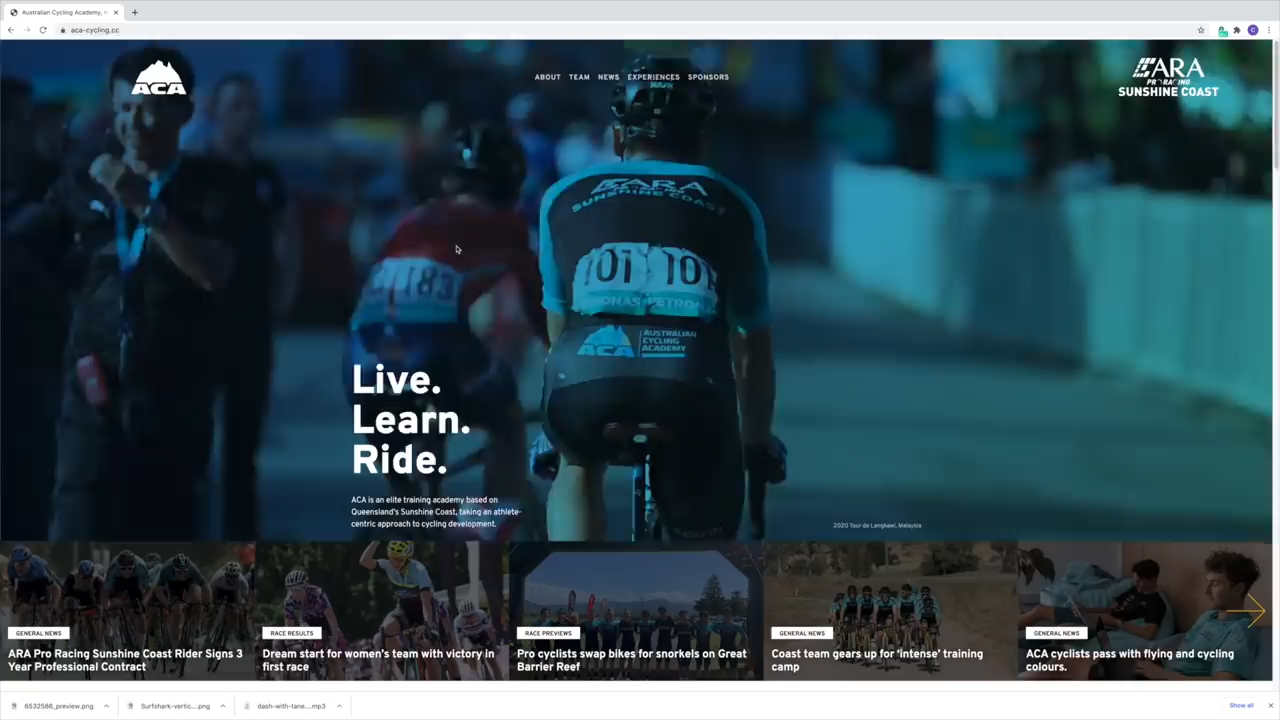 Australian Cycling Academy,
aca-cycling.cc
C
ACA
ABOUT TEAM NEWS EXPERIENCES SPONSORS
ARA
PRO RACING
SUNSHINE COAST
ARA
SUNSHINE COAST
183
101 101
PETRON
ACA
AUSTRALIAN
CYCLING
ACADEMY
Live.
Learn.
Ride.
ACA is an elite training academy based on
Queensland's Sunshine Coast, taking an athlete-
centric approach to cycling development.
2020 Tour de Langkawi, Malaysia
GENERAL NEWS
ARA Pro Racing Sunshine Coast Rider Signs 3
Year Professional Contract
RACE RESULTS
Dream start for women's team with victory in
first race
RACE PREVIEWS
Pro cyclists swap bikes for snorkels on Great
Barrier Reef
GENERAL NEWS
Coast team gears up for 'intense' training
camp
GENERAL NEWS
ACA cyclists pass with flying and cycling
colours.
6532586_preview.png
Surfshark-vertic....png
dash-with-tane....mp3
Show all